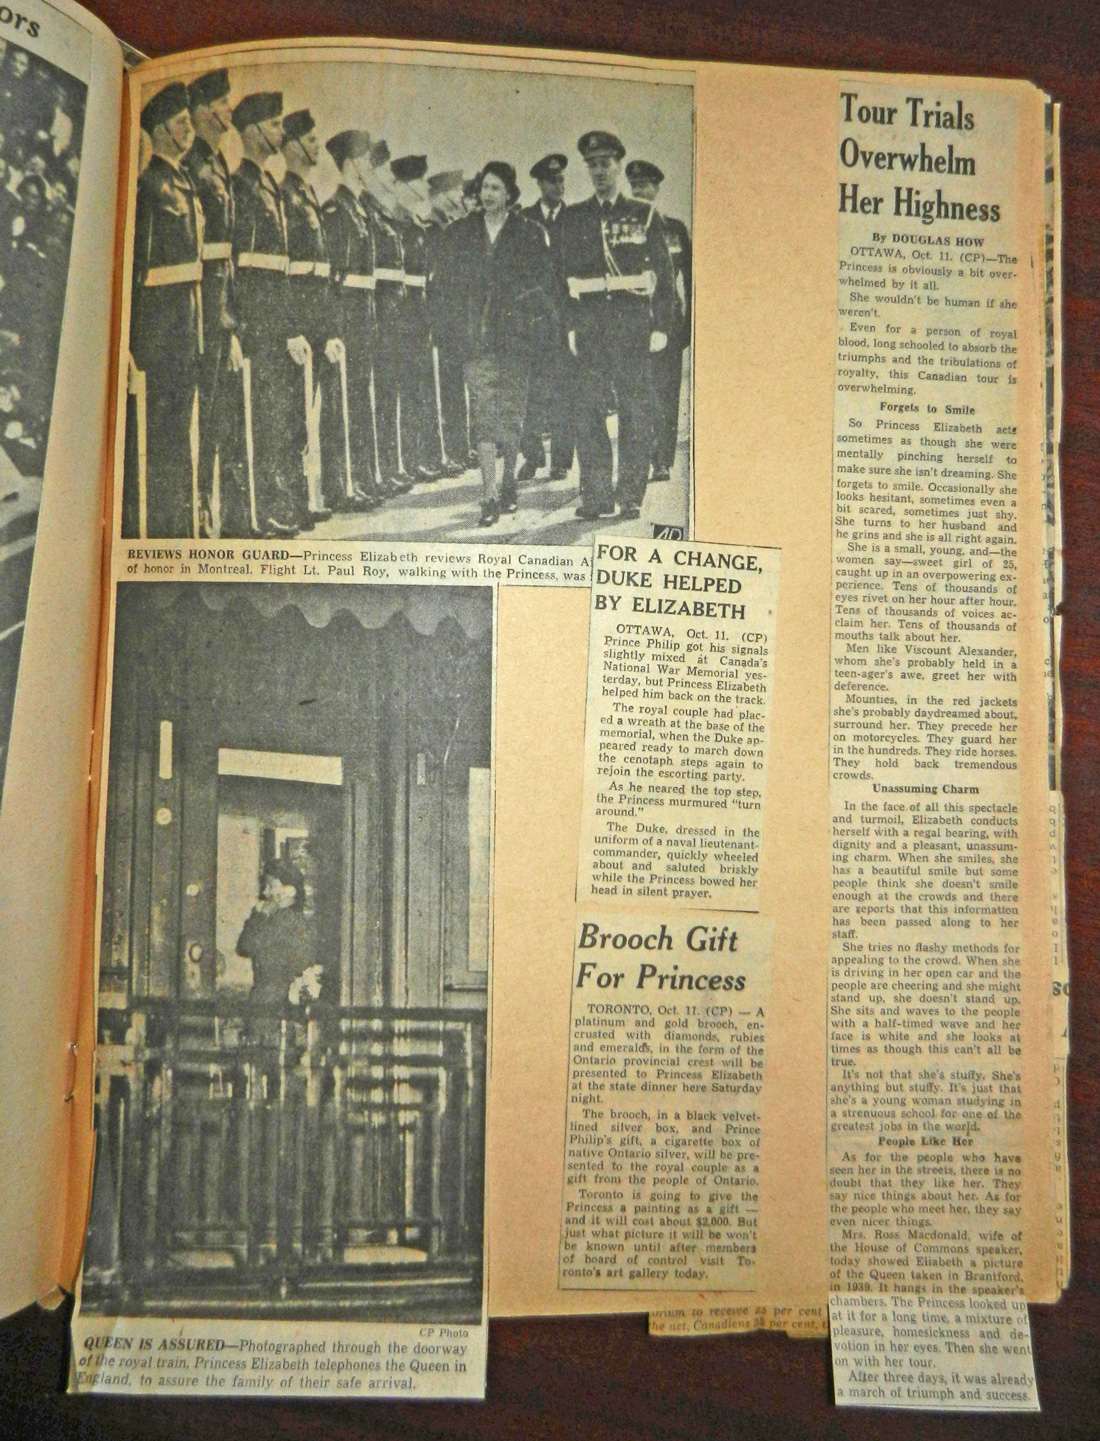 ors
REVIEWS HONOR GUARD—Princess Elizabeth reviews Royal Canadian A
of honor in Montreal. Flight Lt. Paul Roy, walking with the Princess, was
CP Photo
QUEEN IS ASSURED—Photographed through the doorway
of the royal train, Princess Elizabeth telephones the Queen in
England, to assure the family of their safe arrival.
FOR A CHANGE,
DUKE HELPED
BY ELIZABETH
OTTAWA, Oct. 11. (CP)
Prince Philip got his signals
slightly mixed at Canada's
National War Memorial yes-
terday, but Princess Elizabeth
helped him back on the track.
The royal couple had plac-
ed a wreath at the base of the
memorial, when the Duke ap-
peared ready to march down
the cenotaph steps again to
rejoin the escorting party.
As he neared the top step,
the Princess murmured "turn
around."
The Duke, dressed in the
uniform of a naval lieutenant-
commander, quickly wheeled
about and saluted briskly
while the Princess bowed her
head in silent prayer.
Brooch Gift
For Princess
TORONTO, Oct. 11. (CP) — A
platinum and gold brooch, en-
crusted with diamonds, rubies
and emeralds, in the form of the
Ontario provincial crest will be
presented to Princess Elizabeth
at the state dinner here Saturday
night.
The brooch, in a black velvet-
lined silver box, and Prince
Philip's gift, a cigarette box of
native Ontario silver, will be pre-
sented to the royal couple as a
gift from the people of Ontario.
Toronto is going to give the
Princess a painting as a gift —
and it will cost about $2,000. But
just what picture it will be won't
be known until after members
of board of control visit To-
ronto's art gallery today.
to receive 25 per cent
the net, Canadiens 25 per cent,
Tour Trials
Overwhelm
Her Highness
By DOUGLAS HOW
OTTAWA, Oct. 11. (CP)—The
Princess is obviously a bit over-
whelmed by it all.
She wouldn't be human if she
weren't.
Even for a person of royal
blood, long schooled to absorb the
triumphs and the tribulations of
royalty, this Canadian tour is
overwhelming.
Forgets to Smile
So Princess Elizabeth acts
sometimes as though she were
mentally pinching herself to
make sure she isn't dreaming. She
forgets to smile. Occasionally she
looks hesitant, sometimes even a
bit scared, sometimes just shy.
She turns to her husband and
he grins and she is all right again.
She is a small, young, and—the
women say—sweet girl of 25,
caught up in an overpowering ex-
perience. Tens of thousands of
eyes rivet on her hour after hour.
Tens of thousands of voices ac-
claim her. Tens of thousands of
mouths talk about her.
Men like Viscount Alexander,
whom she's probably held in a
teen-ager's awe, greet her with
deference.
Mounties, in the red jackets
she's probably daydreamed about,
surround her. They precede her
on motorcycles. They guard her
in the hundreds. They ride horses.
They hold back tremendous
crowds.
Unassuming Charm
In the face of all this spectacle
and turmoil, Elizabeth conducts
herself with a regal bearing, with
dignity and a pleasant, unassum-
ing charm. When she smiles, she
has a beautiful smile but some
people think she doesn't smile
enough at the crowds and there
are reports that this information
has been passed along to her
staff.
She tries no flashy methods for
appealing to the crowd. When she
is driving in her open car and the
people are cheering and she might
stand up, she doesn't stand up.
She sits and waves to the people
with a half-timed wave and her
face is white and she looks at
times as though this can't all be
true.
It's not that she's stuffy. She's
anything but stuffy. It's just that
she's a young woman studying in
a strenuous school for one of the
greatest jobs in the world.
People Like Her
As for the people who have
seen her in the streets, there is no
doubt that they like her. They
say nice things about her. As for
the people who meet her, they say
even nicer things.
Mrs. Ross Macdonald, wife of
the House of Commons speaker,
today showed Eliabeth a picture
of the Queen taken in Brantford,
in 1939. It hangs in the speaker's
chambers. The Princess looked up
at it for a long time, a mixture of
pleasure, homesickness and de-
votion in her eyes. Then she went
on with her tour.
After three days, it was already
a march of triumph and success.